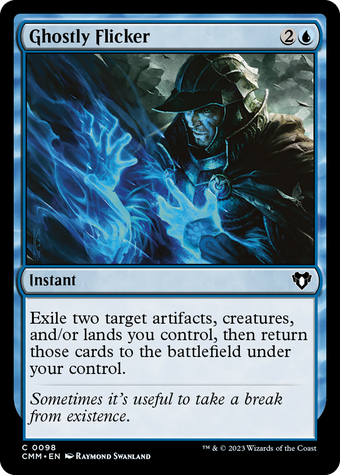 Ghostly Flicker 2
Instant
Exile two target artifacts, creatures,
and/or lands you control, then return
those cards to the battlefield under
your control.
Sometimes it's useful to take a break
from existence.
C 0098
CMM • EN Raymond Swanland
™ & © 2023 Wizards of the Coast